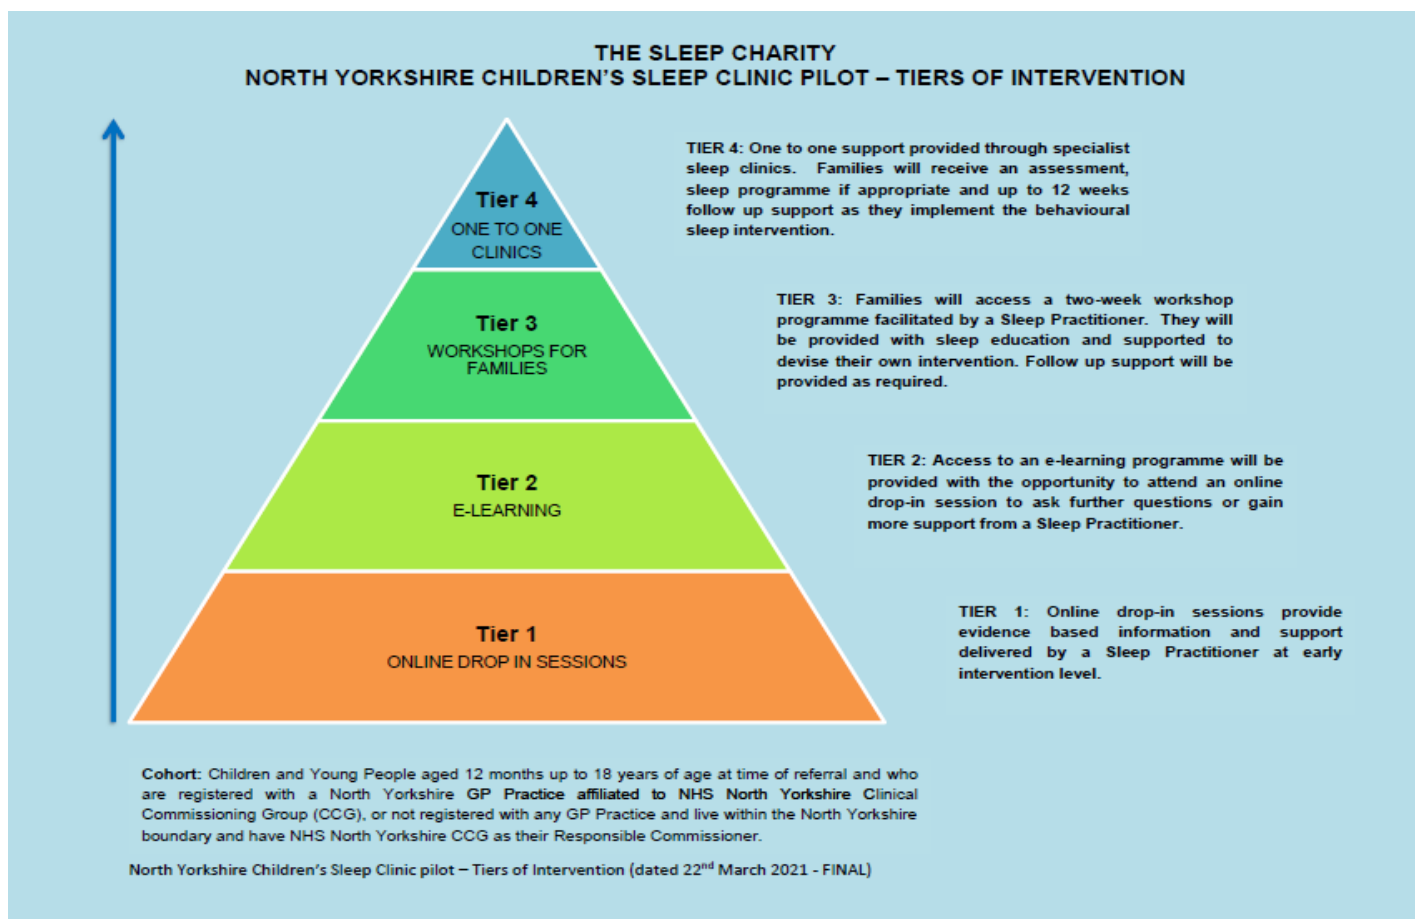 THE SLEEP CHARITY
NORTH YORKSHIRE CHILDREN'S SLEEP CLINIC PILOT – TIERS OF INTERVENTION
Tier 4
ONE TO ONE
CLINICS
TIER 4: One to one support provided through specialist
sleep clinics. Families will receive an assessment,
sleep programme if appropriate and up to 12 weeks
follow up support as they implement the behavioural
sleep intervention.
Tier 3
WORKSHOPS FOR
FAMILIES
TIER 3: Families will access a two-week workshop
programme facilitated by a Sleep Practitioner. They will
be provided with sleep education and supported to
devise their own intervention. Follow up support will be
provided as required.
Tier 2
E-LEARNING
TIER 2: Access to an e-learning programme will be
provided with the opportunity to attend an online
drop-in session to ask further questions or gain
more support from a Sleep Practitioner.
Tier 1
ONLINE DROP IN SESSIONS
TIER 1: Online drop-in sessions provide
evidence based information and support
delivered by a Sleep Practitioner at early
intervention level.
Cohort: Children and Young People aged 12 months up to 18 years of age at time of referral and who
are registered with a North Yorkshire GP Practice affiliated to NHS North Yorkshire Clinical
Commissioning Group (CCG), or not registered with any GP Practice and live within the North Yorkshire
boundary and have NHS North Yorkshire CCG as their Responsible Commissioner.
North Yorkshire Children's Sleep Clinic pilot – Tiers of Intervention (dated 22nd March 2021 - FINAL)